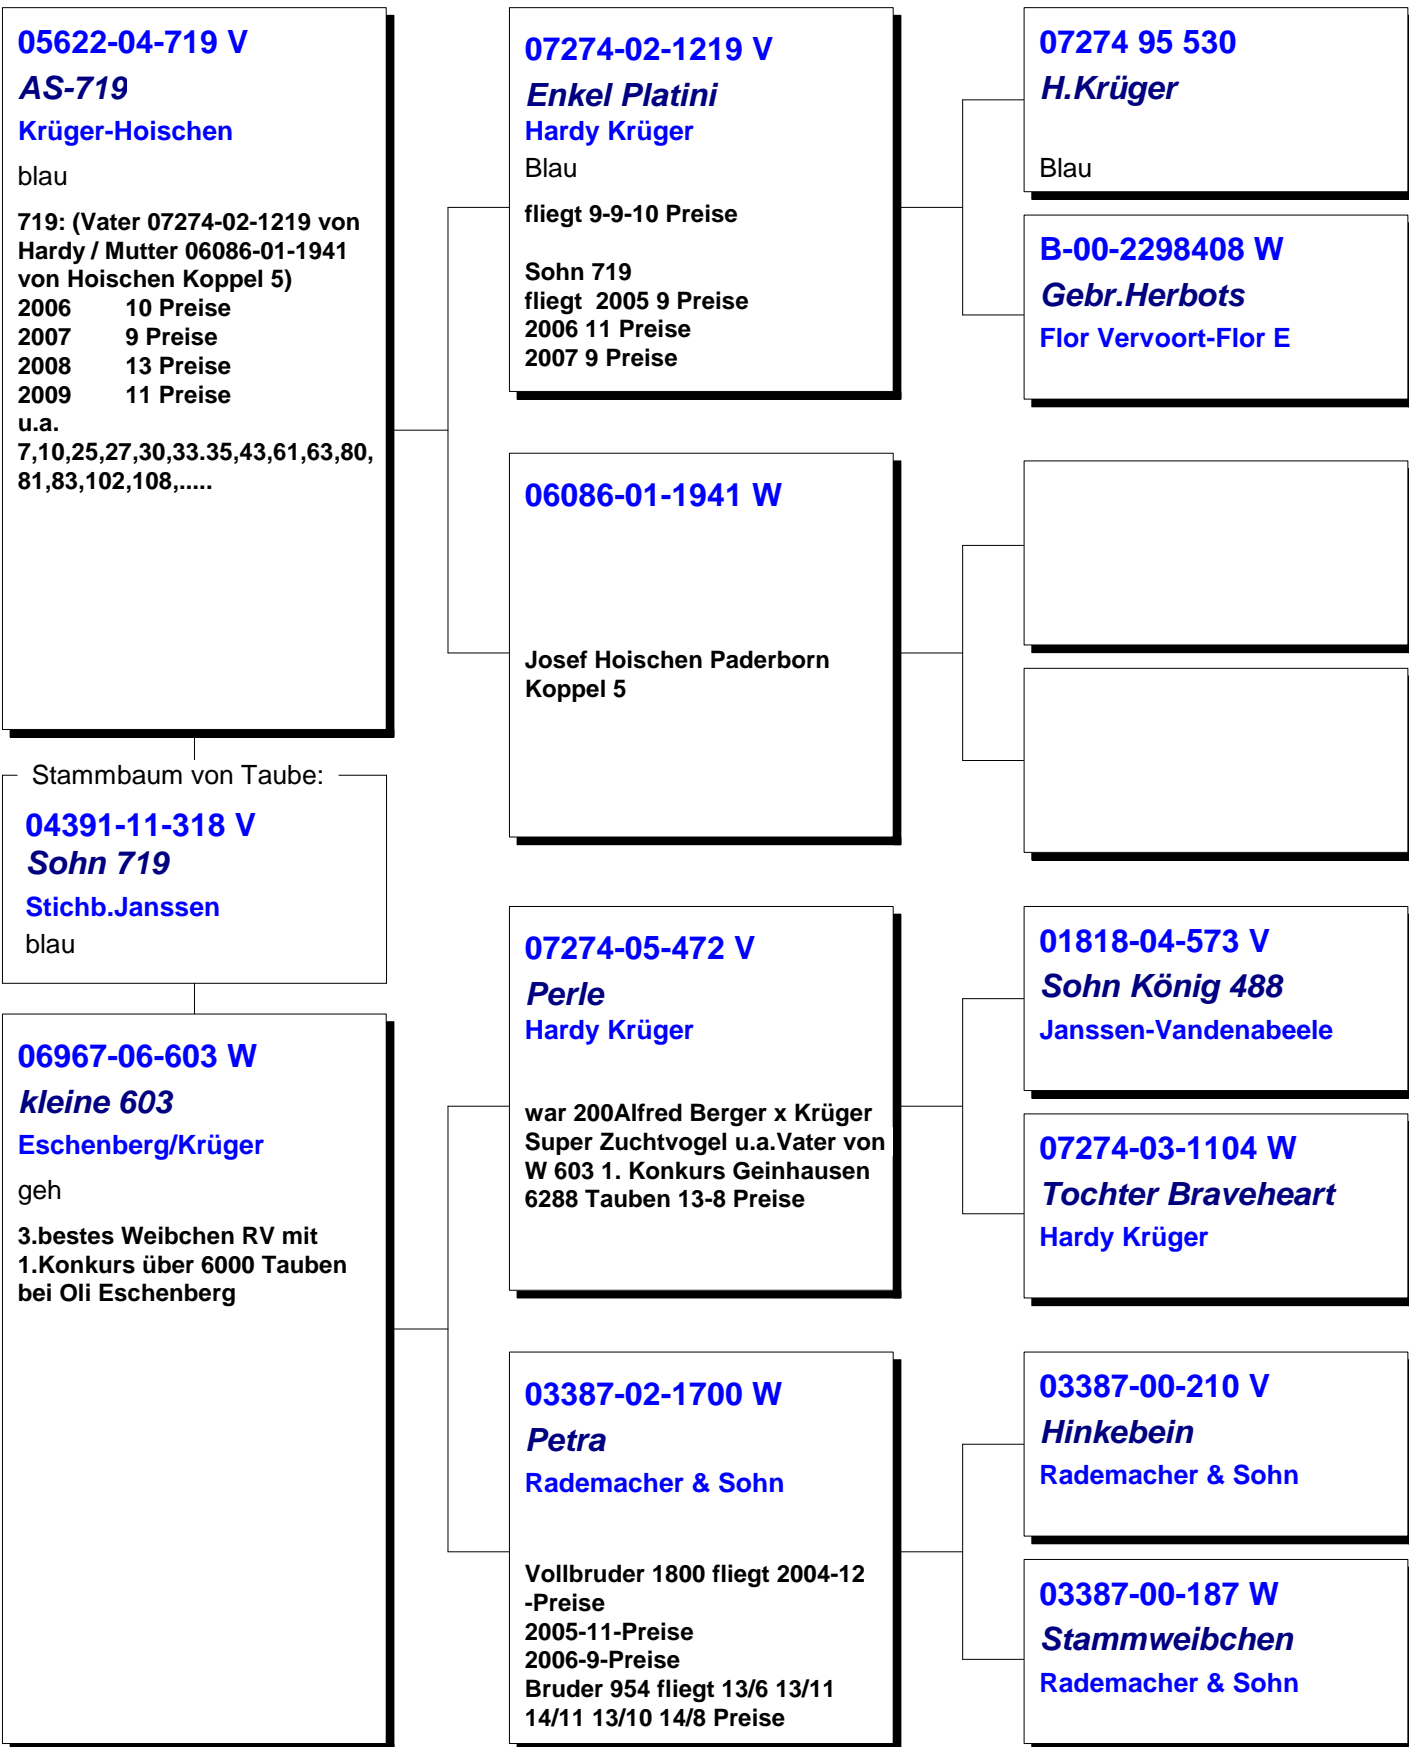 05622-04-719 V
AS-719
Krüger-Hoischen
blau
719: (Vater 07274-02-1219 von
Hardy / Mutter 06086-01-1941
von Hoischen Koppel 5)
2006 10 Preise
2007 9 Preise
2008 13 Preise
2009 11 Preise
u.a.
7,10,25,27,30,33.35,43,61,63,80,
81,83,102,108,.....
Stammbaum von Taube:
04391-11-318 V
Sohn 719
Stichb.Janssen
blau
06967-06-603 W
kleine 603
Eschenberg/Krüger
geh
3.bestes Weibchen RV mit
1.Konkurs über 6000 Tauben
bei Oli Eschenberg
07274-02-1219 V
Enkel Platini
Hardy Krüger
Blau
fliegt 9-9-10 Preise
Sohn 719
fliegt 2005 9 Preise
2006 11 Preise
2007 9 Preise
06086-01-1941 W
Josef Hoischen Paderborn
Koppel 5
07274-05-472 V
Perle
Hardy Krüger
war 200Alfred Berger x Krüger
Super Zuchtvogel u.a.Vater von
W 603 1. Konkurs Geinhausen
6288 Tauben 13-8 Preise
03387-02-1700 W
Petra
Rademacher & Sohn
Vollbruder 1800 fliegt 2004-12
-Preise
2005-11-Preise
2006-9-Preise
Bruder 954 fliegt 13/6 13/11
14/11 13/10 14/8 Preise
07274 95 530
H.Krüger
Blau
B-00-2298408 W
Gebr.Herbots
Flor Vervoort-Flor E
01818-04-573 V
Sohn König 488
Janssen-Vandenabeele
07274-03-1104 W
Tochter Braveheart
Hardy Krüger
03387-00-210 V
Hinkebein
Rademacher & Sohn
03387-00-187 W
Stammweibchen
Rademacher & Sohn